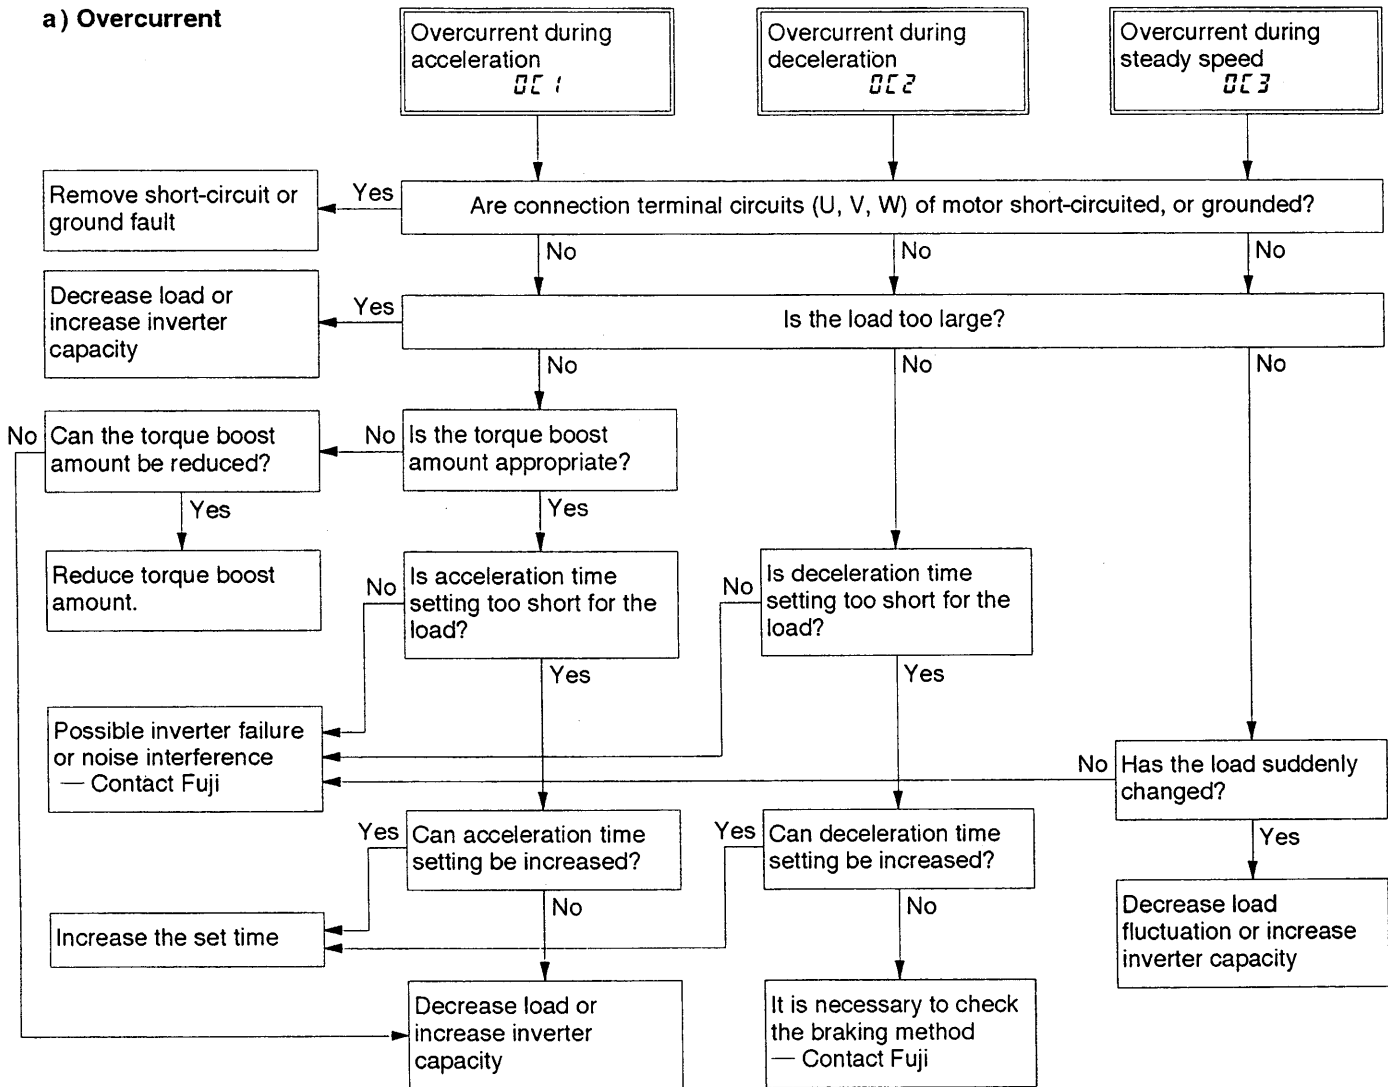 a) Overcurrent
Overcurrent during
acceleration
OC1
Overcurrent during
deceleration
OC2
Overcurrent during
steady speed
OC3
Remove short-circuit or
ground fault
Yes
Are connection terminal circuits (U, V, W) of motor short-circuited, or grounded?
No
No
No
Decrease load or
increase inverter
capacity
Yes
Is the load too large?
No
No
No
No
Can the torque boost
amount be reduced?
No
Is the torque boost
amount appropriate?
Yes
Yes
Reduce torque boost
amount.
No
Is acceleration time
setting too short for the
load?
No
Is deceleration time
setting too short for the
load?
Yes
Yes
Possible inverter failure
or noise interference
— Contact Fuji
No
Has the load suddenly
changed?
Yes
Can acceleration time
setting be increased?
Yes
Can deceleration time
setting be increased?
Yes
No
No
Increase the set time
Decrease load
fluctuation or increase
inverter capacity
Decrease load or
increase inverter
capacity
It is necessary to check
the braking method
— Contact Fuji